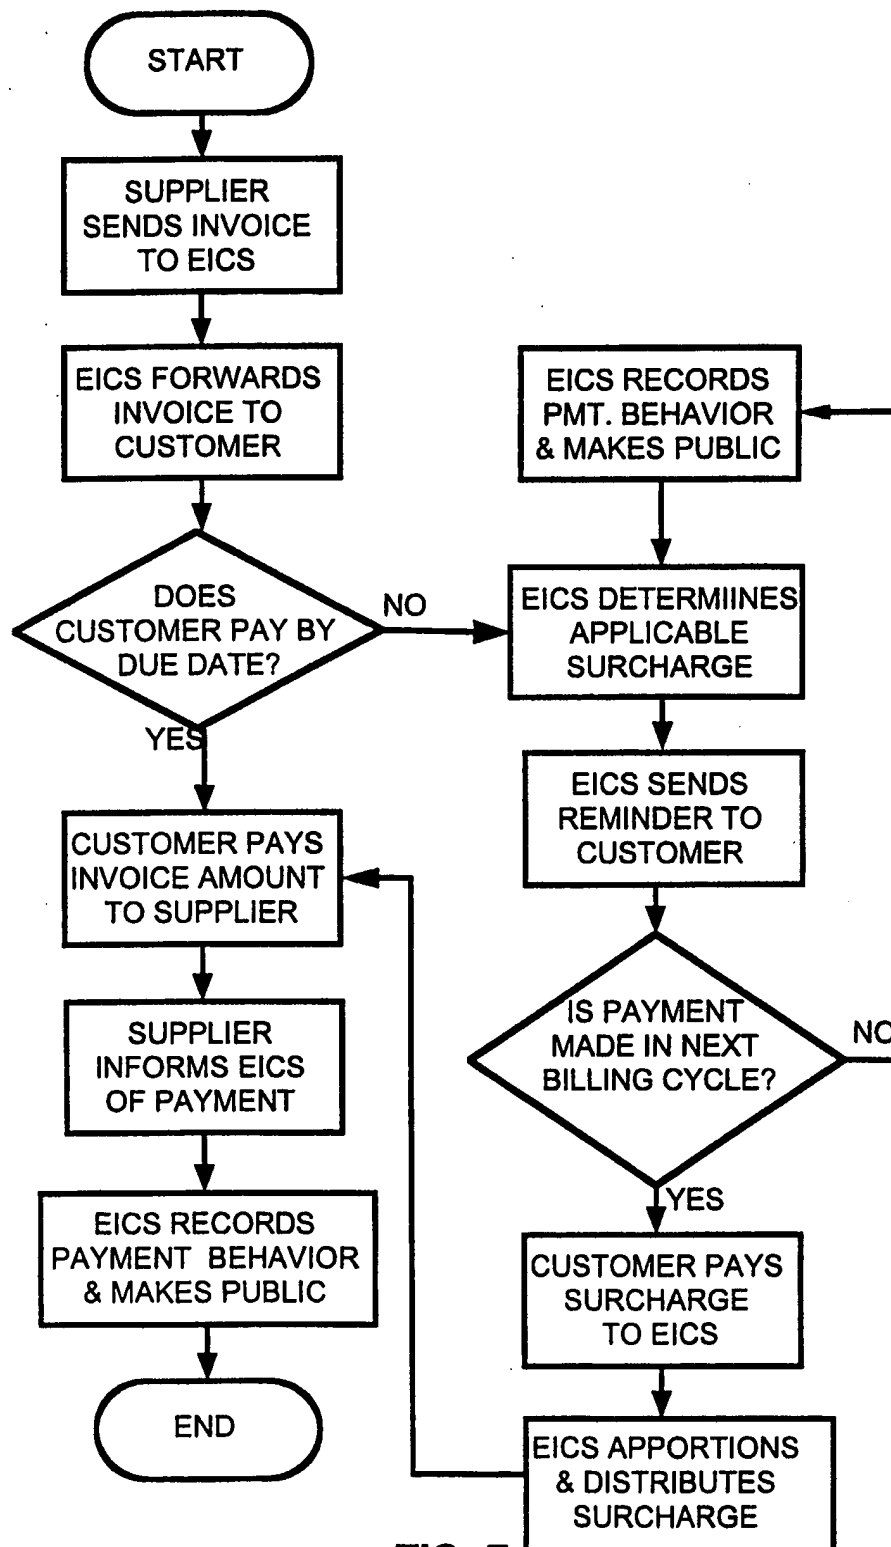 START
SUPPLIER
SENDS INVOICE
TO EICS
EICS FORWARDS
INVOICE TO
CUSTOMER
DOES
CUSTOMER PAY BY
DUE DATE?
NO
YES
CUSTOMER PAYS
INVOICE AMOUNT
TO SUPPLIER
SUPPLIER
INFORMS EICS
OF PAYMENT
EICS RECORDS
PAYMENT BEHAVIOR
& MAKES PUBLIC
END
EICS RECORDS
PMT. BEHAVIOR
& MAKES PUBLIC
EICS DETERMIINES
APPLICABLE
SURCHARGE
EICS SENDS
REMINDER TO
CUSTOMER
IS PAYMENT
MADE IN NEXT
BILLING CYCLE?
NO
YES
CUSTOMER PAYS
SURCHARGE
TO EICS
EICS APPORTIONS
& DISTRIBUTES
SURCHARGE